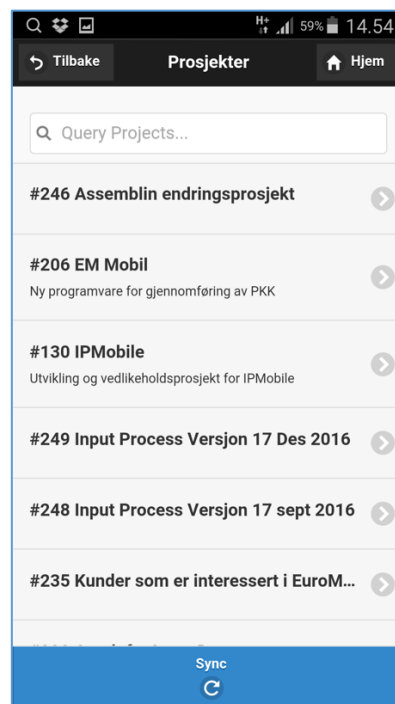 H+ 59% 14.54
Tilbake Prosjekter Hjem
Query Projects...
#246 Assemblin endringsprosjekt
#206 EM Mobil
Ny programvare for gjennomføring av PKK
#130 IPMobile
Utvikling og vedlikeholdsprosjekt for IPMobile
#249 Input Process Versjon 17 Des 2016
#248 Input Process Versjon 17 sept 2016
#235 Kunder som er interessert i EuroM...
Sync